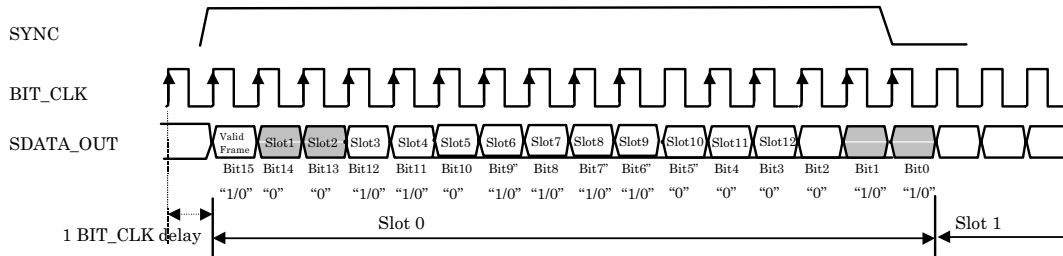 SYNC
BIT_CLK
SDATA_OUT
Valid Frame Slot1 Slot2 Slot3 Slot4 Slot5 Slot6 Slot7 Slot8 Slot9 Slot10 Slot11 Slot12
Bit15 Bit14 Bit13 Bit12 Bit11 Bit10 Bit9” Bit8 Bit7” Bit6” Bit5” Bit4 Bit3 Bit2 Bit1 Bit0
“1/0” “0” “0” “1/0” “1/0” “0” “1/0” “1/0” “1/0” “1/0” “0” “0” “0” “0” “1/0” “1/0”
1 BIT_CLK delay Slot 0 Slot 1